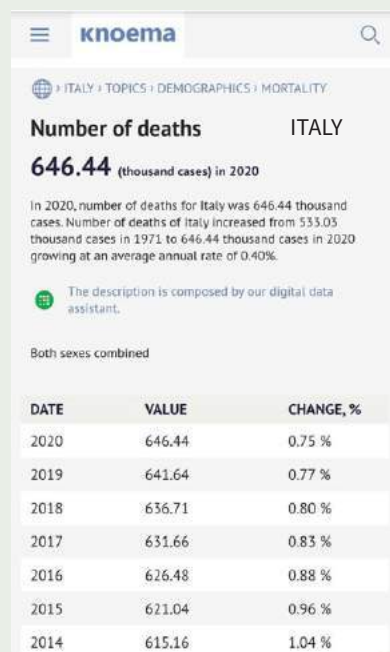 knoema
› ITALY › TOPICS › DEMOGRAPHICS › MORTALITY
Number of deaths ITALY
646.44 (thousand cases) in 2020
In 2020, number of deaths for Italy was 646.44 thousand
cases. Number of deaths of Italy increased from 533.03
thousand cases in 1971 to 646.44 thousand cases in 2020
growing at an average annual rate of 0.40%.
The description is composed by our digital data
assistant.
Both sexes combined
DATE VALUE CHANGE, %
2020 646.44 0.75 %
2019 641.64 0.77 %
2018 636.71 0.80 %
2017 631.66 0.83 %
2016 626.48 0.88 %
2015 621.04 0.96 %
2014 615.16 1.04 %